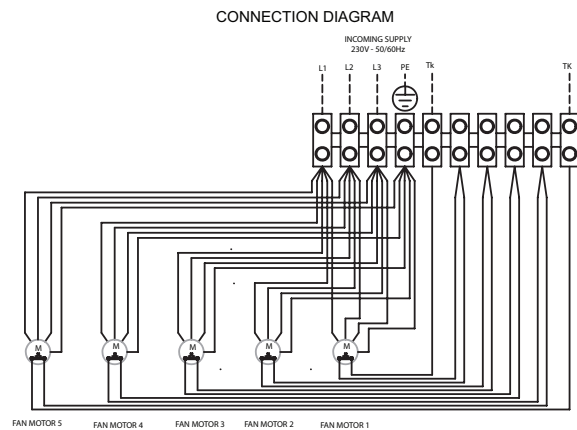 CONNECTION DIAGRAM
INCOMING SUPPLY
230V - 50/60Hz
L1 L2 L3 PE Tk TK
M M M M M
FAN MOTOR 5 FAN MOTOR 4 FAN MOTOR 3 FAN MOTOR 2 FAN MOTOR 1